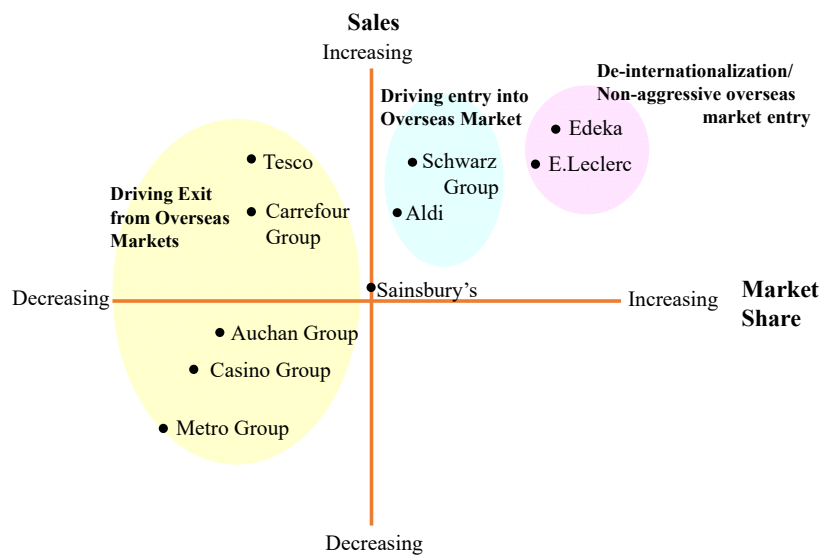 Sales
Increasing
De-internationalization/
Non-aggressive overseas
market entry
Driving entry into
Overseas Market
Edeka
E.Leclerc
Schwarz
Group
Aldi
Tesco
Driving Exit
from Overseas
Markets
Carrefour
Group
Sainsbury’s
Decreasing
Increasing
Market
Share
Auchan Group
Casino Group
Metro Group
Decreasing